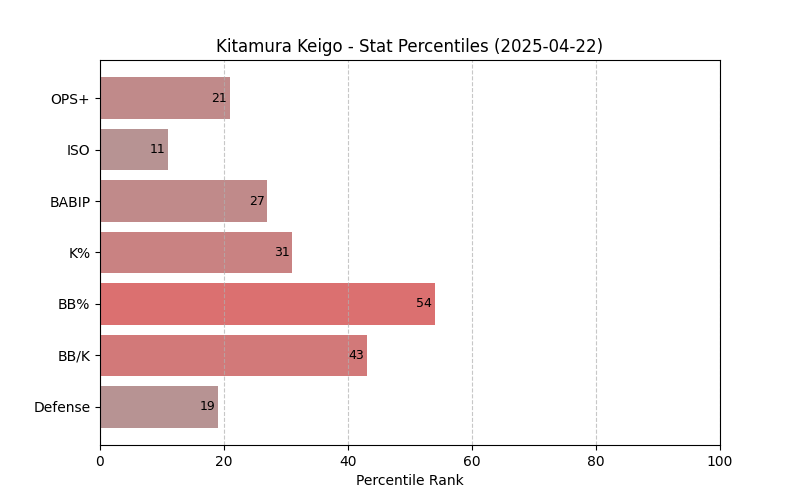 Kitamura Keigo - Stat Percentiles (2025-04-22)
OPS+ 21
ISO 11
BABIP 27
K% 31
BB% 54
BB/K 43
Defense 19
0 20 40 60 80 100
Percentile Rank